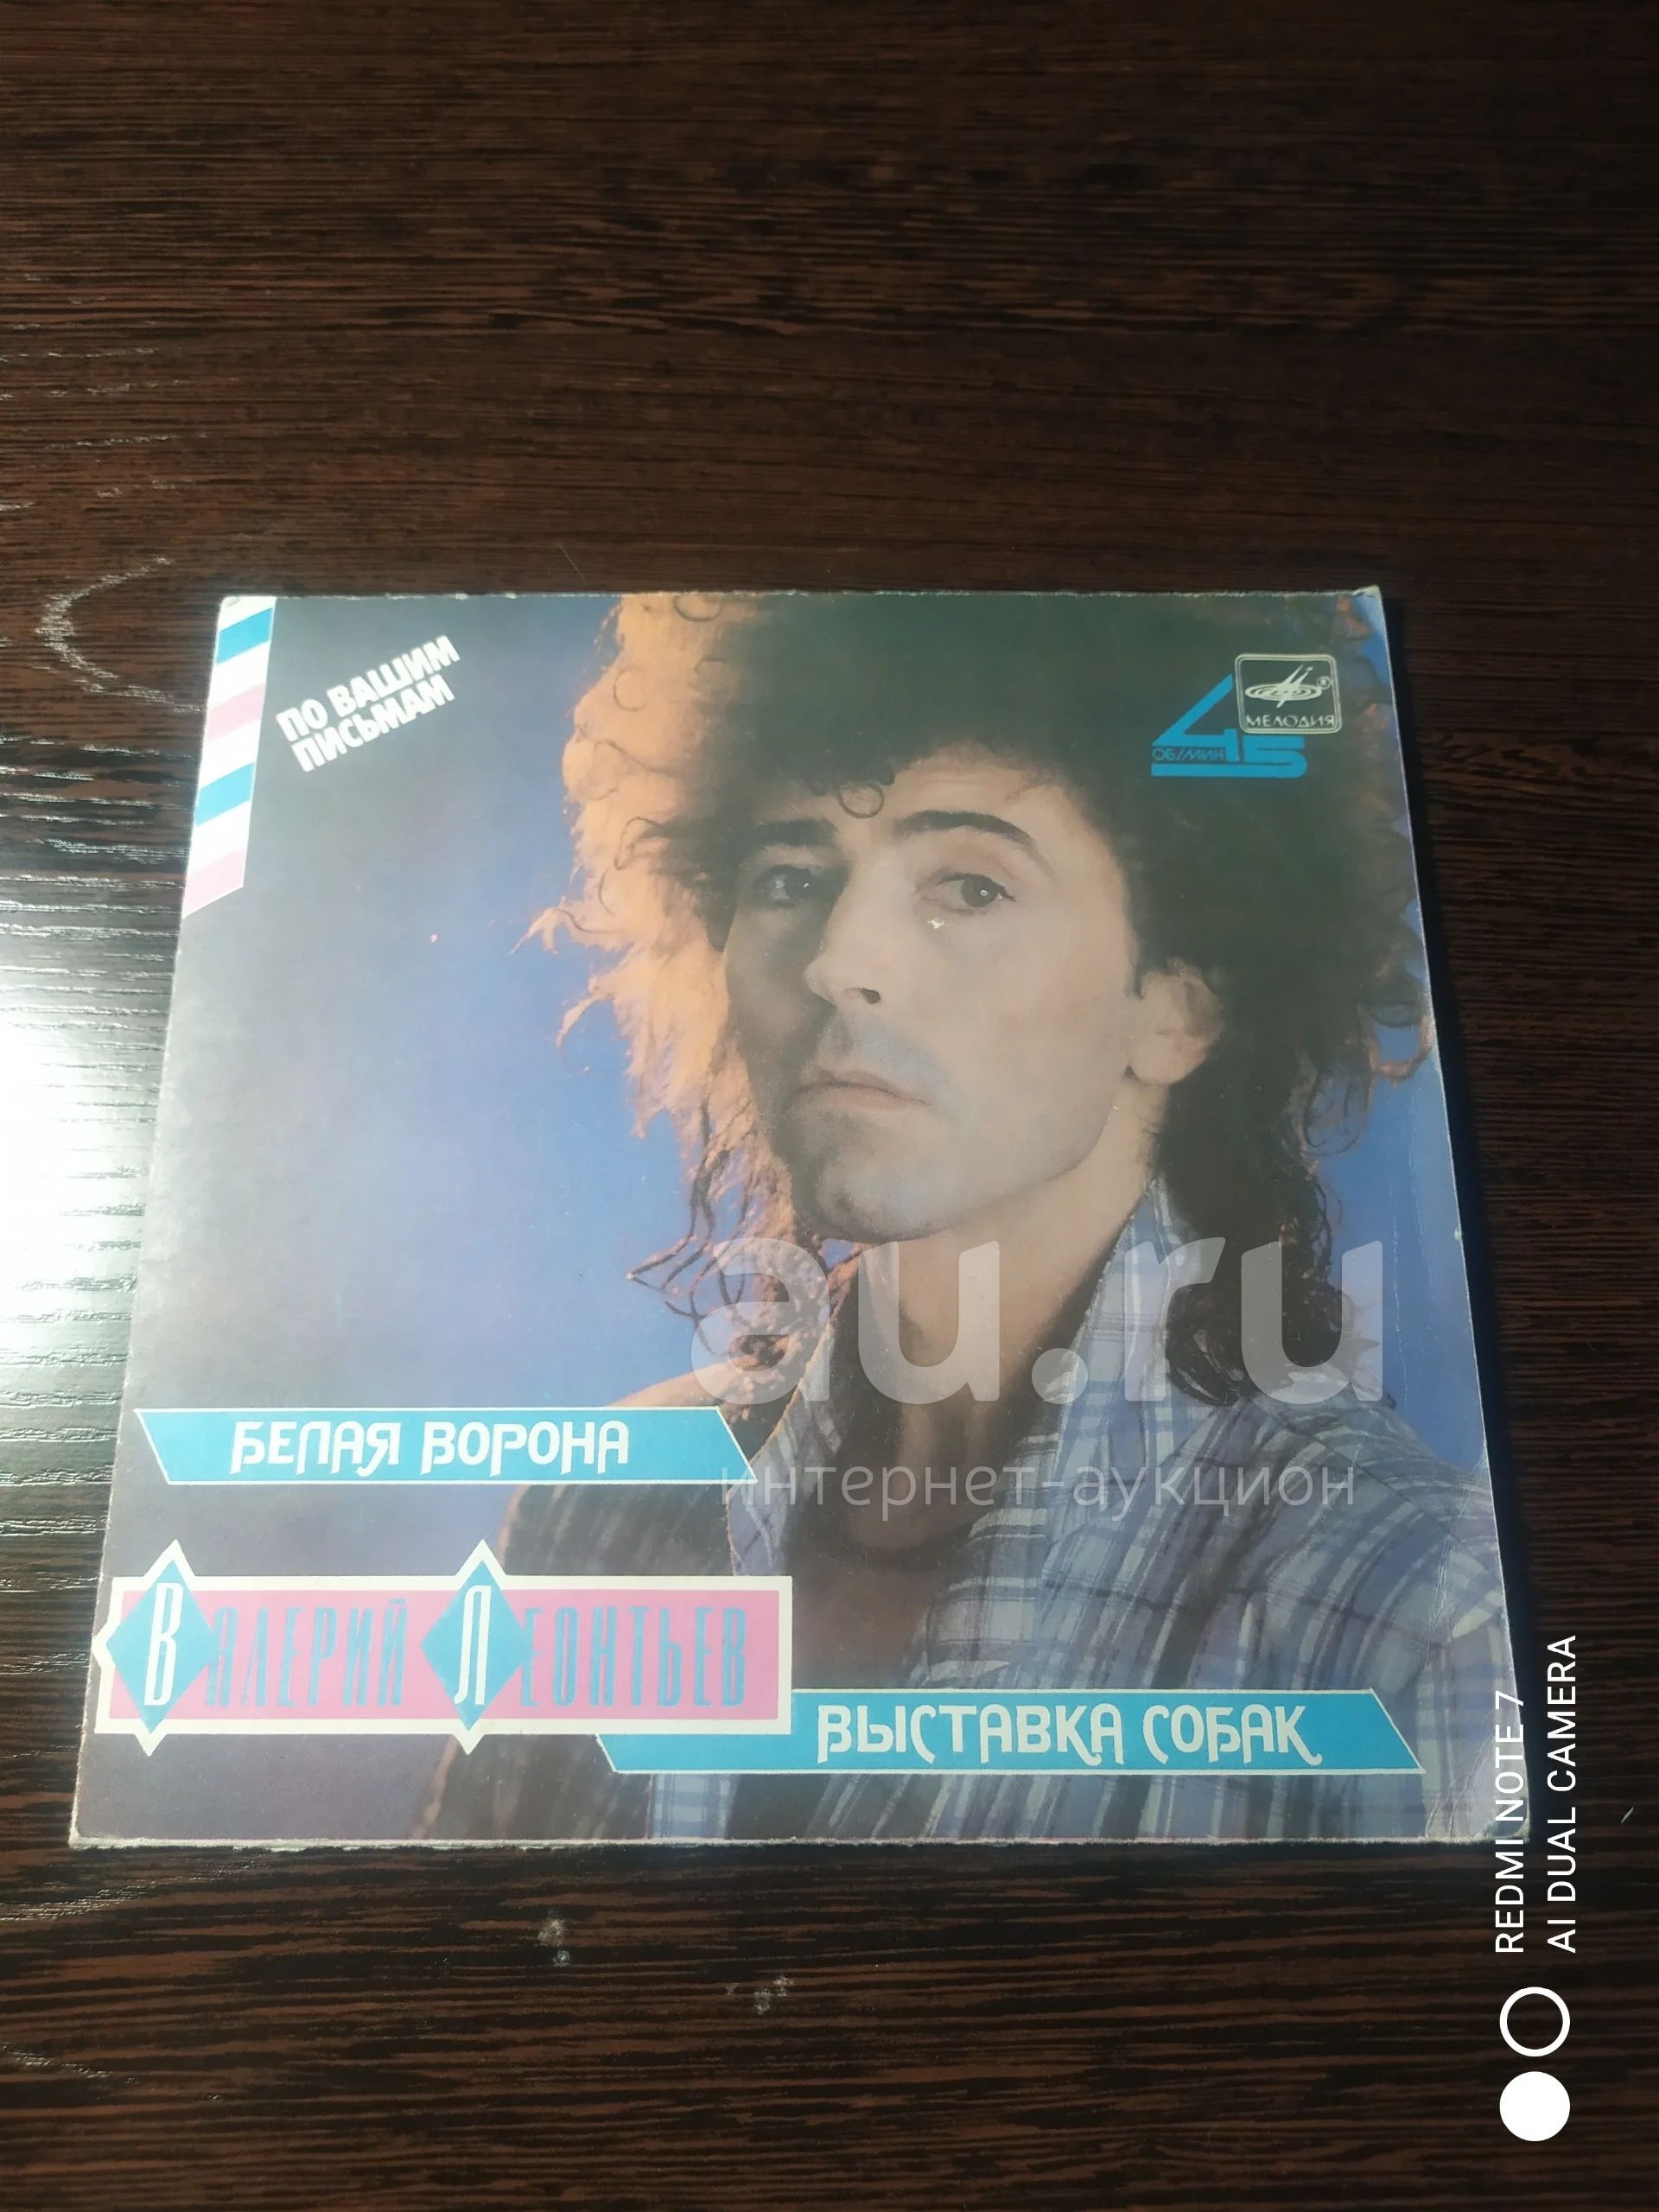 ПО ВАШИМ
ПИСЬМАМ
МЕЛОДИЯ
45
ОБ/МИН
au.ru
интернет-аукцион
БЕЛАЯ ВОРОНА
ВАЛЕРИЙ ЛЕОНТЬЕВ
ВЫСТАВКА СОБАК
REDMI NOTE 7
AI DUAL CAMERA